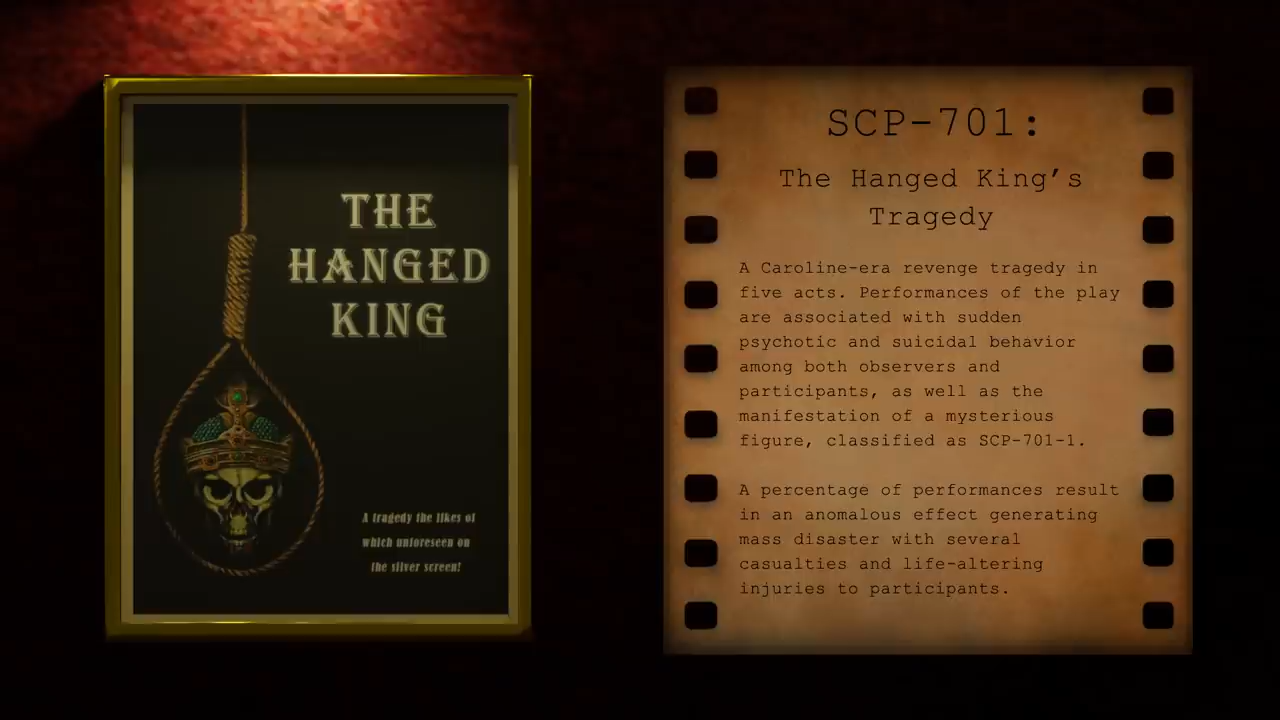 THE
HANGED
KING
A tragedy the likes of
which unforeseen on
the silver screen!
SCP-701:
The Hanged King’s
Tragedy
A Caroline-era revenge tragedy in
five acts. Performances of the play
are associated with sudden
psychotic and suicidal behavior
among both observers and
participants, as well as the
manifestation of a mysterious
figure, classified as SCP-701-1.
A percentage of performances result
in an anomalous effect generating
mass disaster with several
casualties and life-altering
injuries to participants.